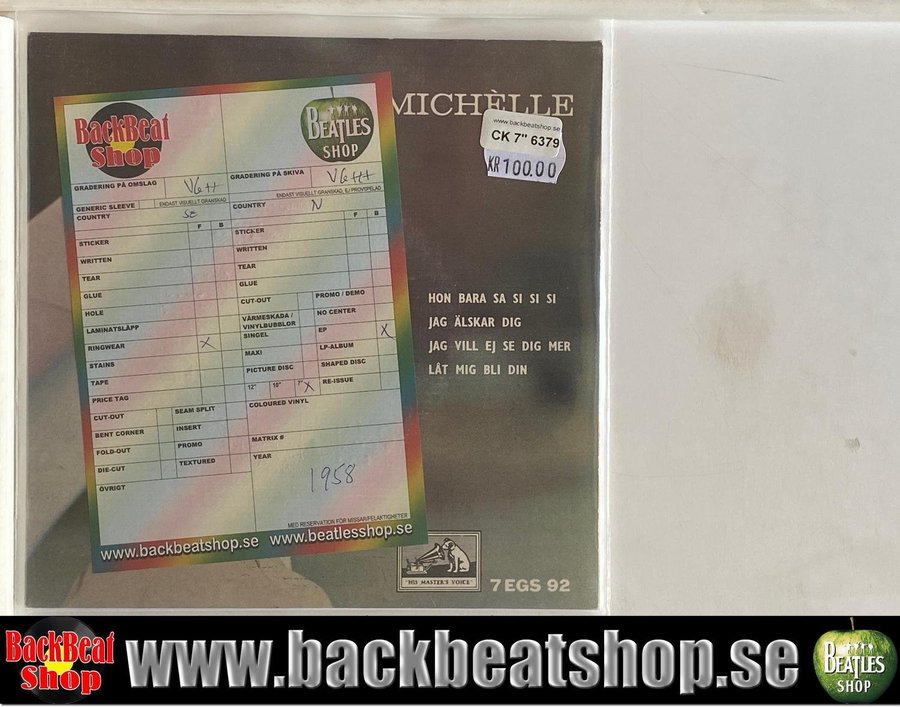 MICHÈLLE
www.backbeatshop.se
CK 7" 6379
KR 100.00
BackBeat
Shop
BEATLES
SHOP
GRADERING PÅ OMSLAG VG++
GRADERING PÅ SKIVA VG++
ENDAST VISUELLT GRANSKAD
ENDAST VISUELLT GRANSKAD, EJ PROVSPELAD
GENERIC SLEEVE
COUNTRY SE
F B
STICKER
WRITTEN
TEAR
GLUE
HOLE
LAMINATSLÄPP
RINGWEAR X
STAINS
TAPE
PRICE TAG
CUT-OUT
SEAM SPLIT
BENT CORNER
INSERT
FOLD-OUT
PROMO
DIE-CUT
TEXTURED
ÖVRIGT
COUNTRY N
F B
STICKER
WRITTEN
TEAR
GLUE
CUT-OUT
PROMO / DEMO
VÄRMESKADA /
VINYLBUBBLOR
NO CENTER
SINGEL
EP X
MAXI
LP-ALBUM
PICTURE DISC
SHAPED DISC
12" 10" 7" X
RE-ISSUE
COLOURED VINYL
MATRIX #
YEAR
1958
MED RESERVATION FÖR MISSAR/FELAKTIGHETER
www.backbeatshop.se www.beatlesshop.se
HON BARA SA SI SI SI
JAG ÄLSKAR DIG
JAG VILL EJ SE DIG MER
LÅT MIG BLI DIN
"HIS MASTER'S VOICE"
7 EGS 92
BackBeat
Shop
www.backbeatshop.se
BEATLES
SHOP